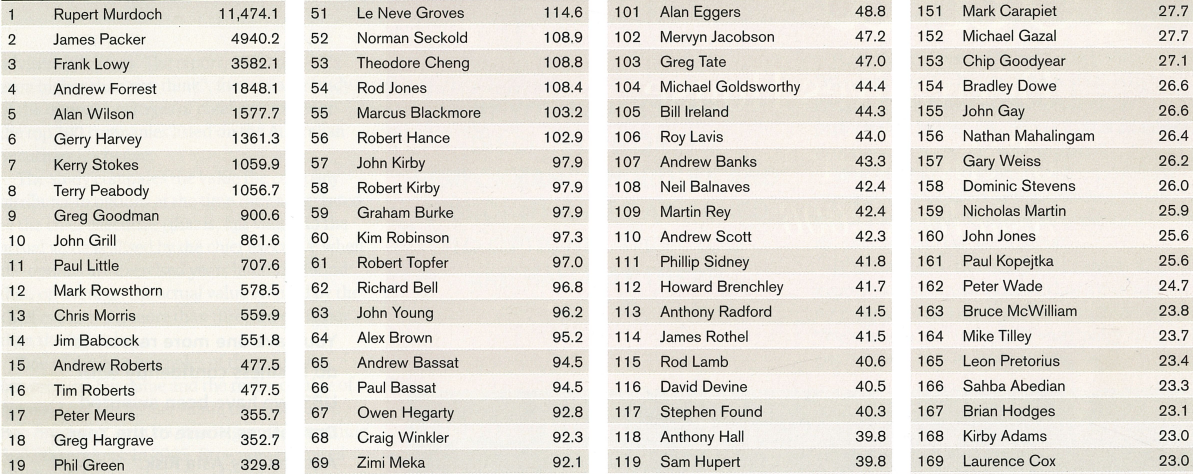 1 Rupert Murdoch 11,474.1
2 James Packer 4940.2
3 Frank Lowy 3582.1
4 Andrew Forrest 1848.1
5 Alan Wilson 1577.7
6 Gerry Harvey 1361.3
7 Kerry Stokes 1059.9
8 Terry Peabody 1056.7
9 Greg Goodman 900.6
10 John Grill 861.6
11 Paul Little 707.6
12 Mark Rowsthorn 578.5
13 Chris Morris 559.9
14 Jim Babcock 551.8
15 Andrew Roberts 477.5
16 Tim Roberts 477.5
17 Peter Meurs 355.7
18 Greg Hargrave 352.7
19 Phil Green 329.8
51 Le Neve Groves 114.6
52 Norman Seckold 108.9
53 Theodore Cheng 108.8
54 Rod Jones 108.4
55 Marcus Blackmore 103.2
56 Robert Hance 102.9
57 John Kirby 97.9
58 Robert Kirby 97.9
59 Graham Burke 97.9
60 Kim Robinson 97.3
61 Robert Topfer 97.0
62 Richard Bell 96.8
63 John Young 96.2
64 Alex Brown 95.2
65 Andrew Bassat 94.5
66 Paul Bassat 94.5
67 Owen Hegarty 92.8
68 Craig Winkler 92.3
69 Zimi Meka 92.1
101 Alan Eggers 48.8
102 Mervyn Jacobson 47.2
103 Greg Tate 47.0
104 Michael Goldsworthy 44.4
105 Bill Ireland 44.3
106 Roy Lavis 44.0
107 Andrew Banks 43.3
108 Neil Balnaves 42.4
109 Martin Rey 42.4
110 Andrew Scott 42.3
111 Phillip Sidney 41.8
112 Howard Brenchley 41.7
113 Anthony Radford 41.5
114 James Rothel 41.5
115 Rod Lamb 40.6
116 David Devine 40.5
117 Stephen Found 40.3
118 Anthony Hall 39.8
119 Sam Hupert 39.8
151 Mark Carapiet 27.7
152 Michael Gazal 27.7
153 Chip Goodyear 27.1
154 Bradley Dowe 26.6
155 John Gay 26.6
156 Nathan Mahalingam 26.4
157 Gary Weiss 26.2
158 Dominic Stevens 26.0
159 Nicholas Martin 25.9
160 John Jones 25.6
161 Paul Kopejtka 25.6
162 Peter Wade 24.7
163 Bruce McWilliam 23.8
164 Mike Tilley 23.7
165 Leon Pretorius 23.4
166 Sahba Abedian 23.3
167 Brian Hodges 23.1
168 Kirby Adams 23.0
169 Laurence Cox 23.0